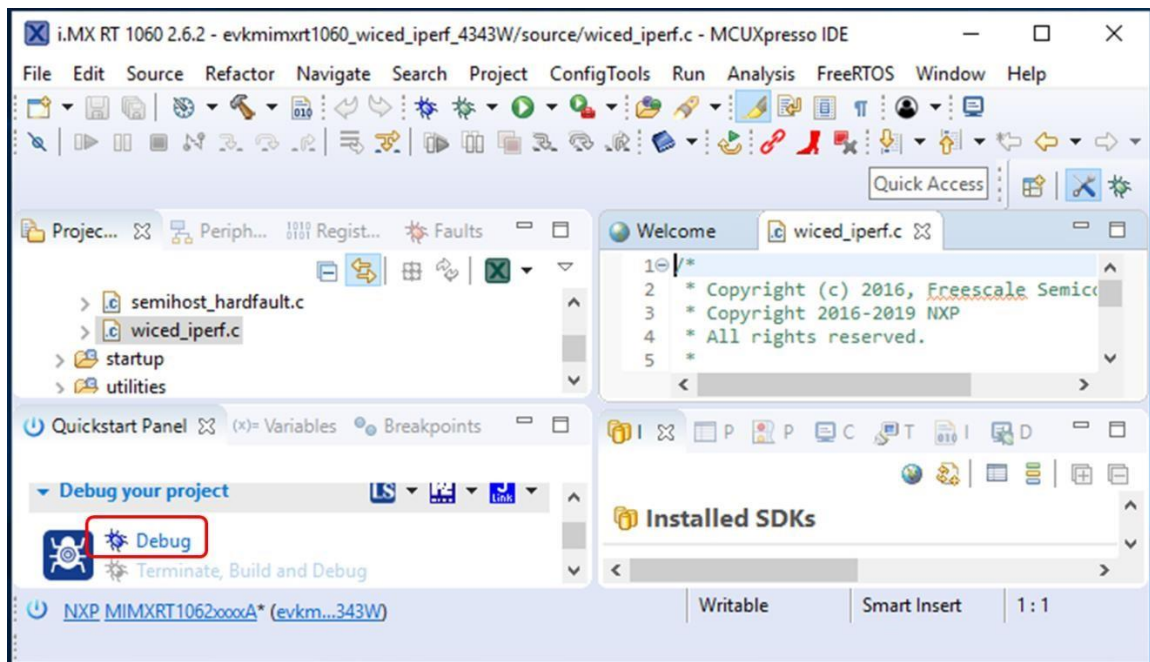 i.MX RT 1060 2.6.2 - evkmimxrt1060_wiced_iperf_4343W/source/wiced_iperf.c - MCUXpresso IDE
File Edit Source Refactor Navigate Search Project ConfigTools Run Analysis FreeRTOS Window Help
Quick Access
Projec... Periph... Regist... Faults
semihost_hardfault.c
wiced_iperf.c
startup
utilities
Welcome wiced_iperf.c
1 /*
2 * Copyright (c) 2016, Freescale Semic
3 * Copyright 2016-2019 NXP
4 * All rights reserved.
5 *
Quickstart Panel (x)= Variables Breakpoints
Debug your project LS Link
Debug
Terminate, Build and Debug
I P P C T I D
Installed SDKs
NXP MIMXRT1062xxxxA* (evkm...343W) Writable Smart Insert 1 : 1